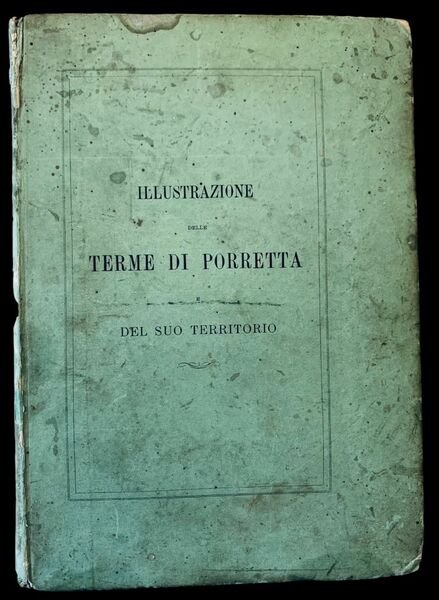 ILLUSTRAZIONE
DELLE
TERME DI PORRETTA
E
DEL SUO TERRITORIO